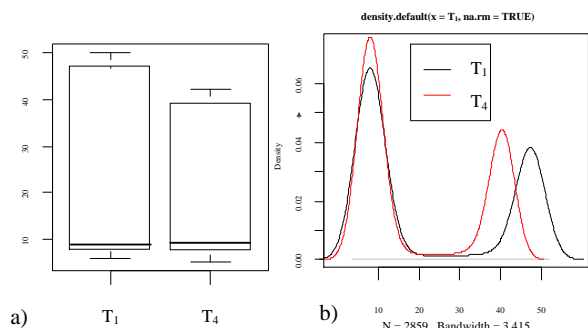 density.default(x = T1, na.rm = TRUE)
50
40
30
20
10
T1
T4
a)
Density
0.06
0.04
0.02
0.00
T1
T4
10 20 30 40 50
N = 2859 Bandwidth = 3.415
b)